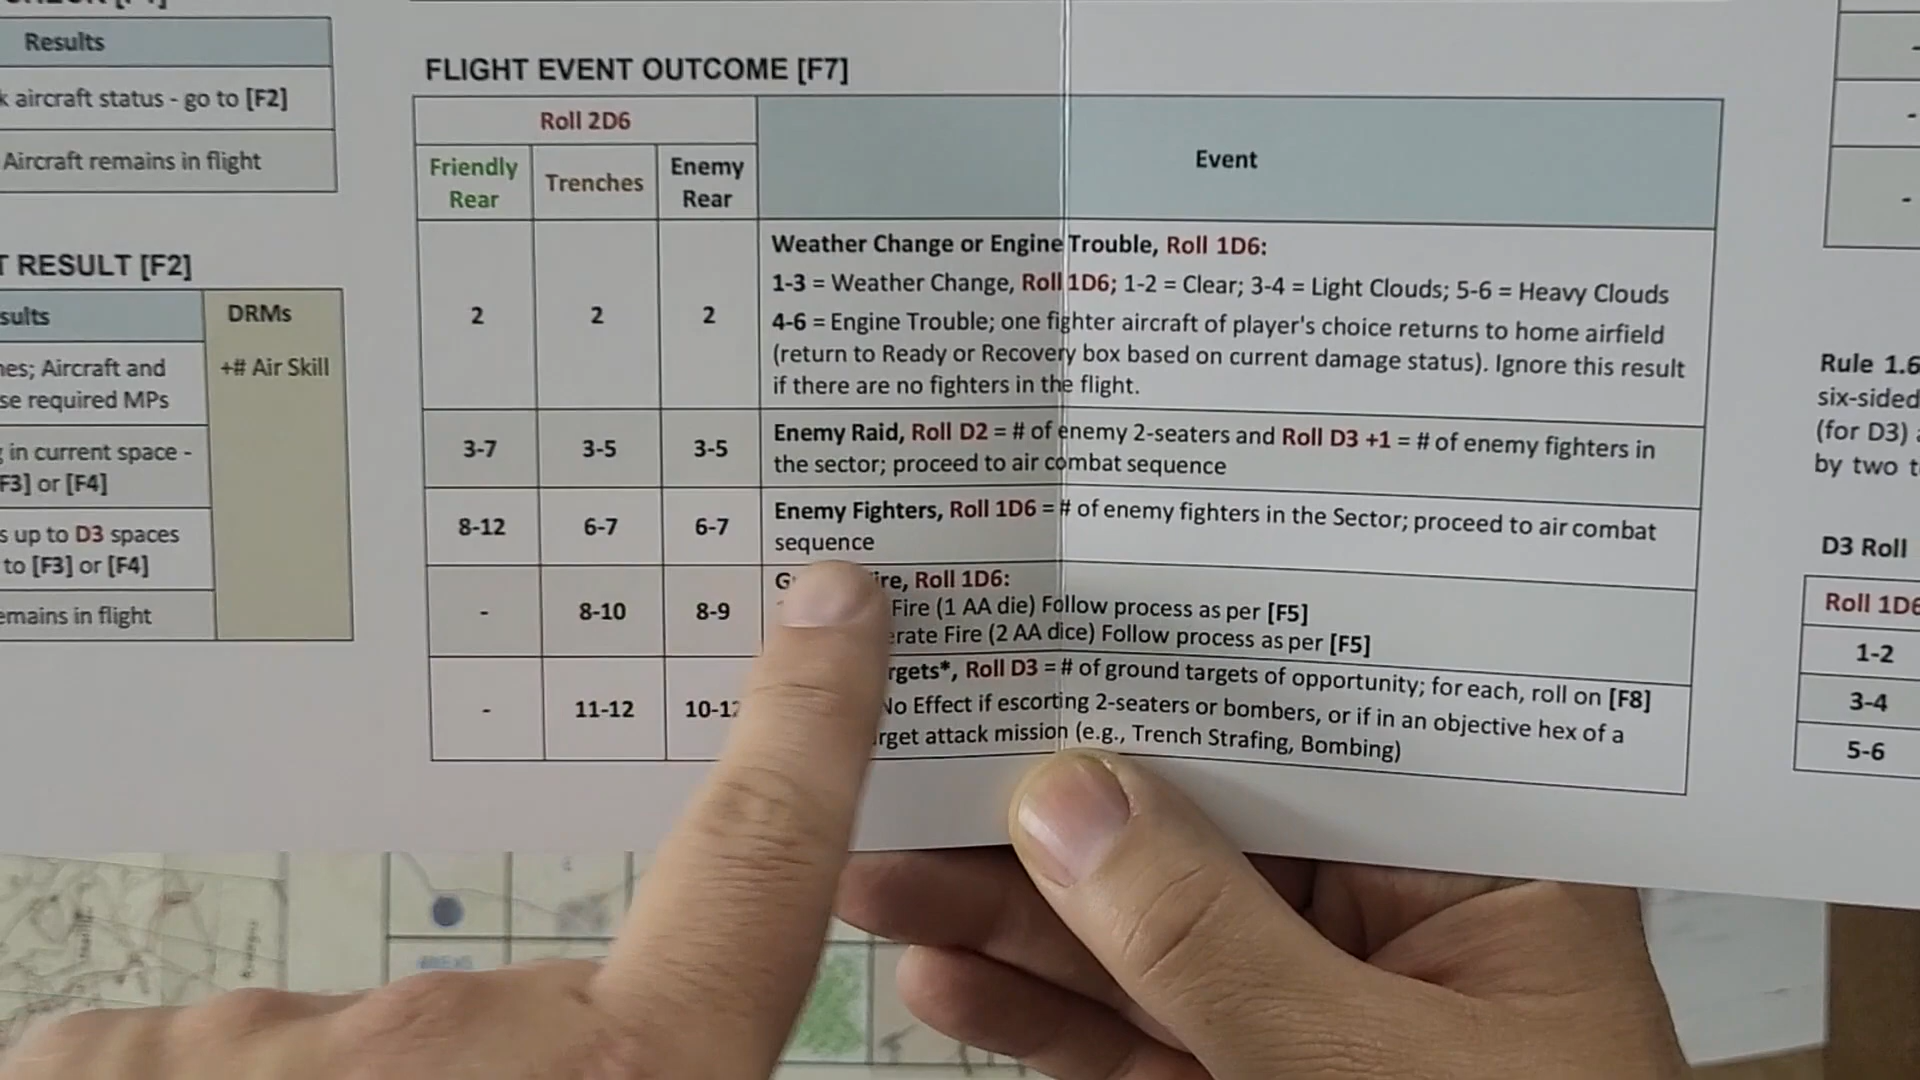 Results
k aircraft status - go to [F2]
Aircraft remains in flight
T RESULT [F2]
sults
DRMs
nes; Aircraft and
se required MPs
+# Air Skill
g in current space -
F3] or [F4]
s up to D3 spaces
to [F3] or [F4]
emains in flight
FLIGHT EVENT OUTCOME [F7]
Roll 2D6
Friendly Rear
Trenches
Enemy Rear
Event
2
2
2
Weather Change or Engine Trouble, Roll 1D6:
1-3 = Weather Change, Roll 1D6; 1-2 = Clear; 3-4 = Light Clouds; 5-6 = Heavy Clouds
4-6 = Engine Trouble; one fighter aircraft of player's choice returns to home airfield
(return to Ready or Recovery box based on current damage status). Ignore this result
if there are no fighters in the flight.
3-7
3-5
3-5
Enemy Raid, Roll D2 = # of enemy 2-seaters and Roll D3 +1 = # of enemy fighters in
the sector; proceed to air combat sequence
8-12
6-7
6-7
Enemy Fighters, Roll 1D6 = # of enemy fighters in the Sector; proceed to air combat
sequence
-
8-10
8-9
ire, Roll 1D6:
Fire (1 AA die) Follow process as per [F5]
erate Fire (2 AA dice) Follow process as per [F5]
-
11-12
10-1
rgets*, Roll D3 = # of ground targets of opportunity; for each, roll on [F8]
No Effect if escorting 2-seaters or bombers, or if in an objective hex of a
rget attack mission (e.g., Trench Strafing, Bombing)
Rule 1.6
six-sided
(for D3)
by two t
D3 Roll
Roll 1D6
1-2
3-4
5-6